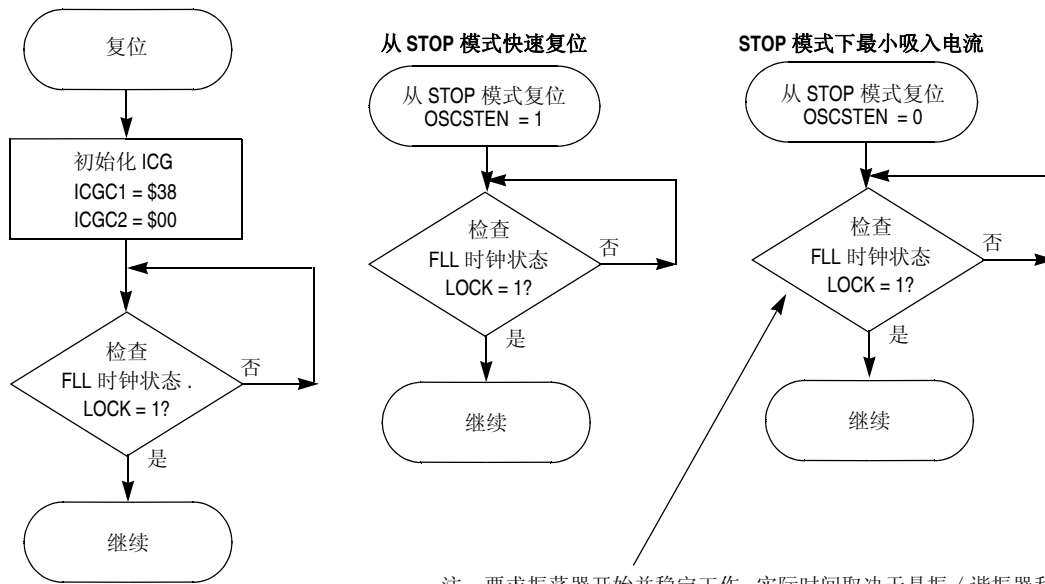 复位
初始化 ICG
ICGC1 = $38
ICGC2 = $00
检查
FLL 时钟状态 .
LOCK = 1?
否
是
继续
从 STOP 模式快速复位
从 STOP 模式复位
OSCSTEN = 1
检查
FLL 时钟状态
LOCK = 1?
否
是
继续
STOP 模式下最小吸入电流
从 STOP 模式复位
OSCSTEN = 0
检查
FLL 时钟状态
LOCK = 1?
否
是
继续